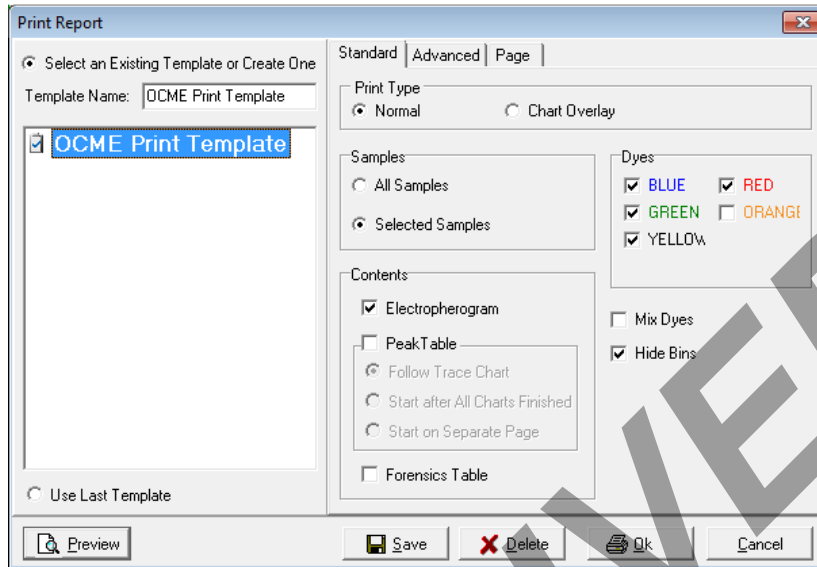 Print Report
Select an Existing Template or Create One
Template Name: OCME Print Template
OCME Print Template
Use Last Template
Preview
Standard Advanced Page
Print Type
Normal Chart Overlay
Samples
All Samples
Selected Samples
Dyes
BLUE RED
GREEN ORANGE
YELLOW
Contents
Electropherogram
PeakTable
Follow Trace Chart
Start after All Charts Finished
Start on Separate Page
Forensics Table
Mix Dyes
Hide Bins
Save Delete Ok Cancel